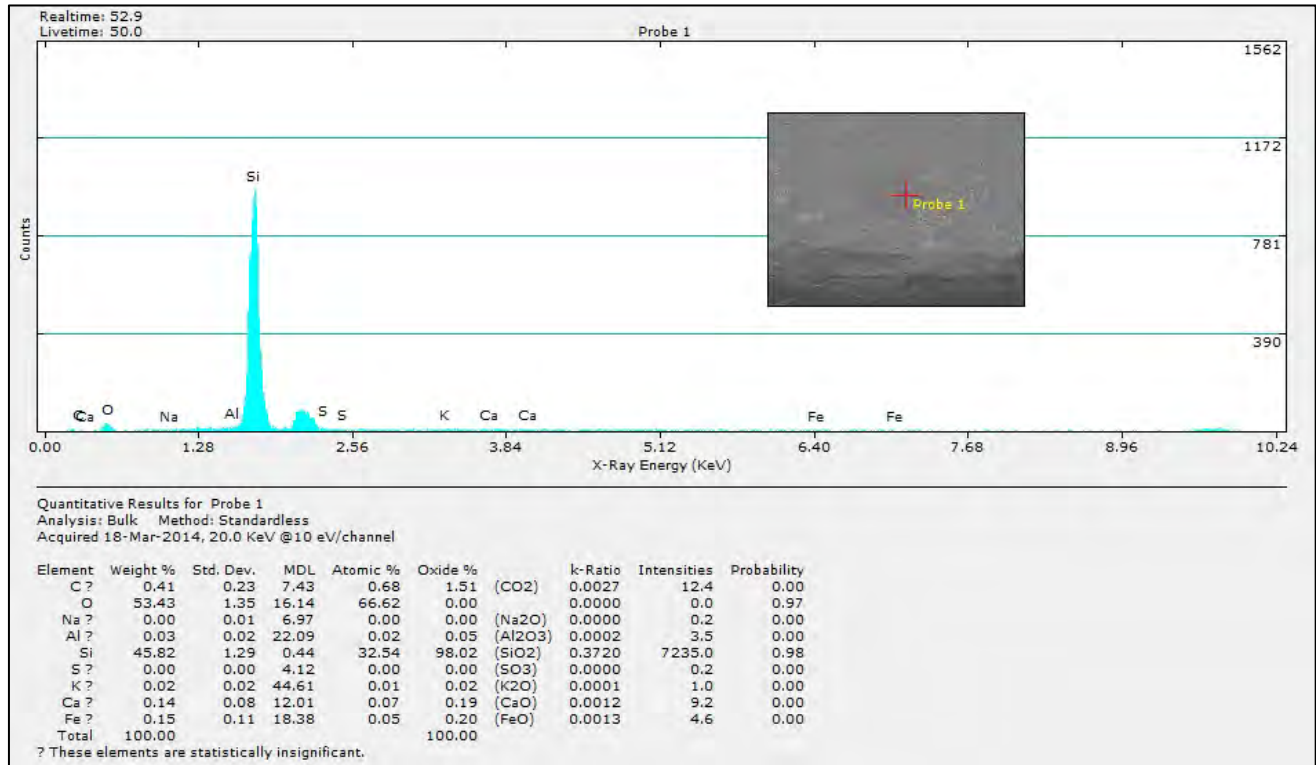 Realtime: 52.9
Livetime: 50.0
Probe 1
1562
1172
781
390
Counts
Si
Probe 1
C Ca O Na Al S S K Ca Ca Fe Fe
0.00 1.28 2.56 3.84 5.12 6.40 7.68 8.96 10.24
X-Ray Energy (KeV)
Quantitative Results for Probe 1
Analysis: Bulk Method: Standardless
Acquired 18-Mar-2014, 20.0 KeV @10 eV/channel
Element Weight % Std. Dev. MDL Atomic % Oxide % k-Ratio Intensities Probability
C ? 0.41 0.23 7.43 0.68 1.51 (CO2) 0.0027 12.4 0.00
O 53.43 1.35 16.14 66.62 0.00 0.0000 0.0 0.97
Na ? 0.00 0.01 6.97 0.00 0.00 (Na2O) 0.0000 0.2 0.00
Al ? 0.03 0.02 22.09 0.02 0.05 (Al2O3) 0.0002 3.5 0.00
Si 45.82 1.29 0.44 32.54 98.02 (SiO2) 0.3720 7235.0 0.98
S ? 0.00 0.00 4.12 0.00 0.00 (SO3) 0.0000 0.2 0.00
K ? 0.02 0.02 44.61 0.01 0.02 (K2O) 0.0001 1.0 0.00
Ca ? 0.14 0.08 12.01 0.07 0.19 (CaO) 0.0012 9.2 0.00
Fe ? 0.15 0.11 18.38 0.05 0.20 (FeO) 0.0013 4.6 0.00
Total 100.00 100.00
? These elements are statistically insignificant.